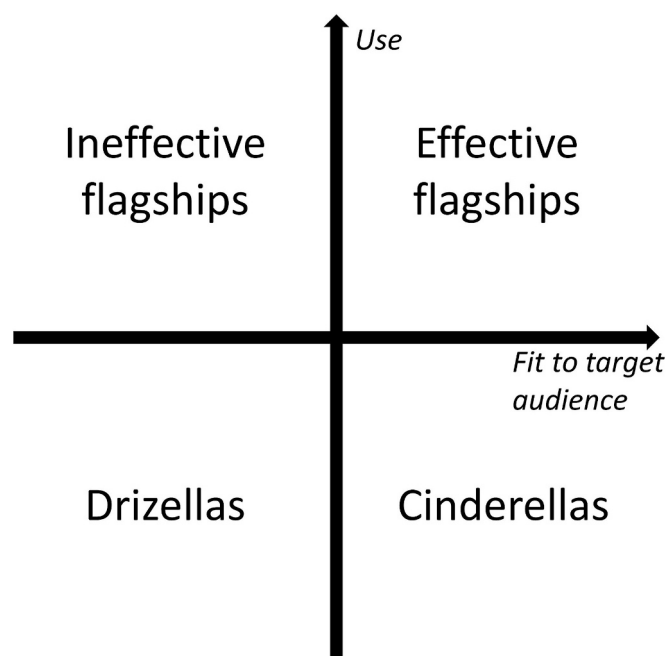 Use
Ineffective
flagships
Effective
flagships
Fit to target
audience
Drizellas
Cinderellas